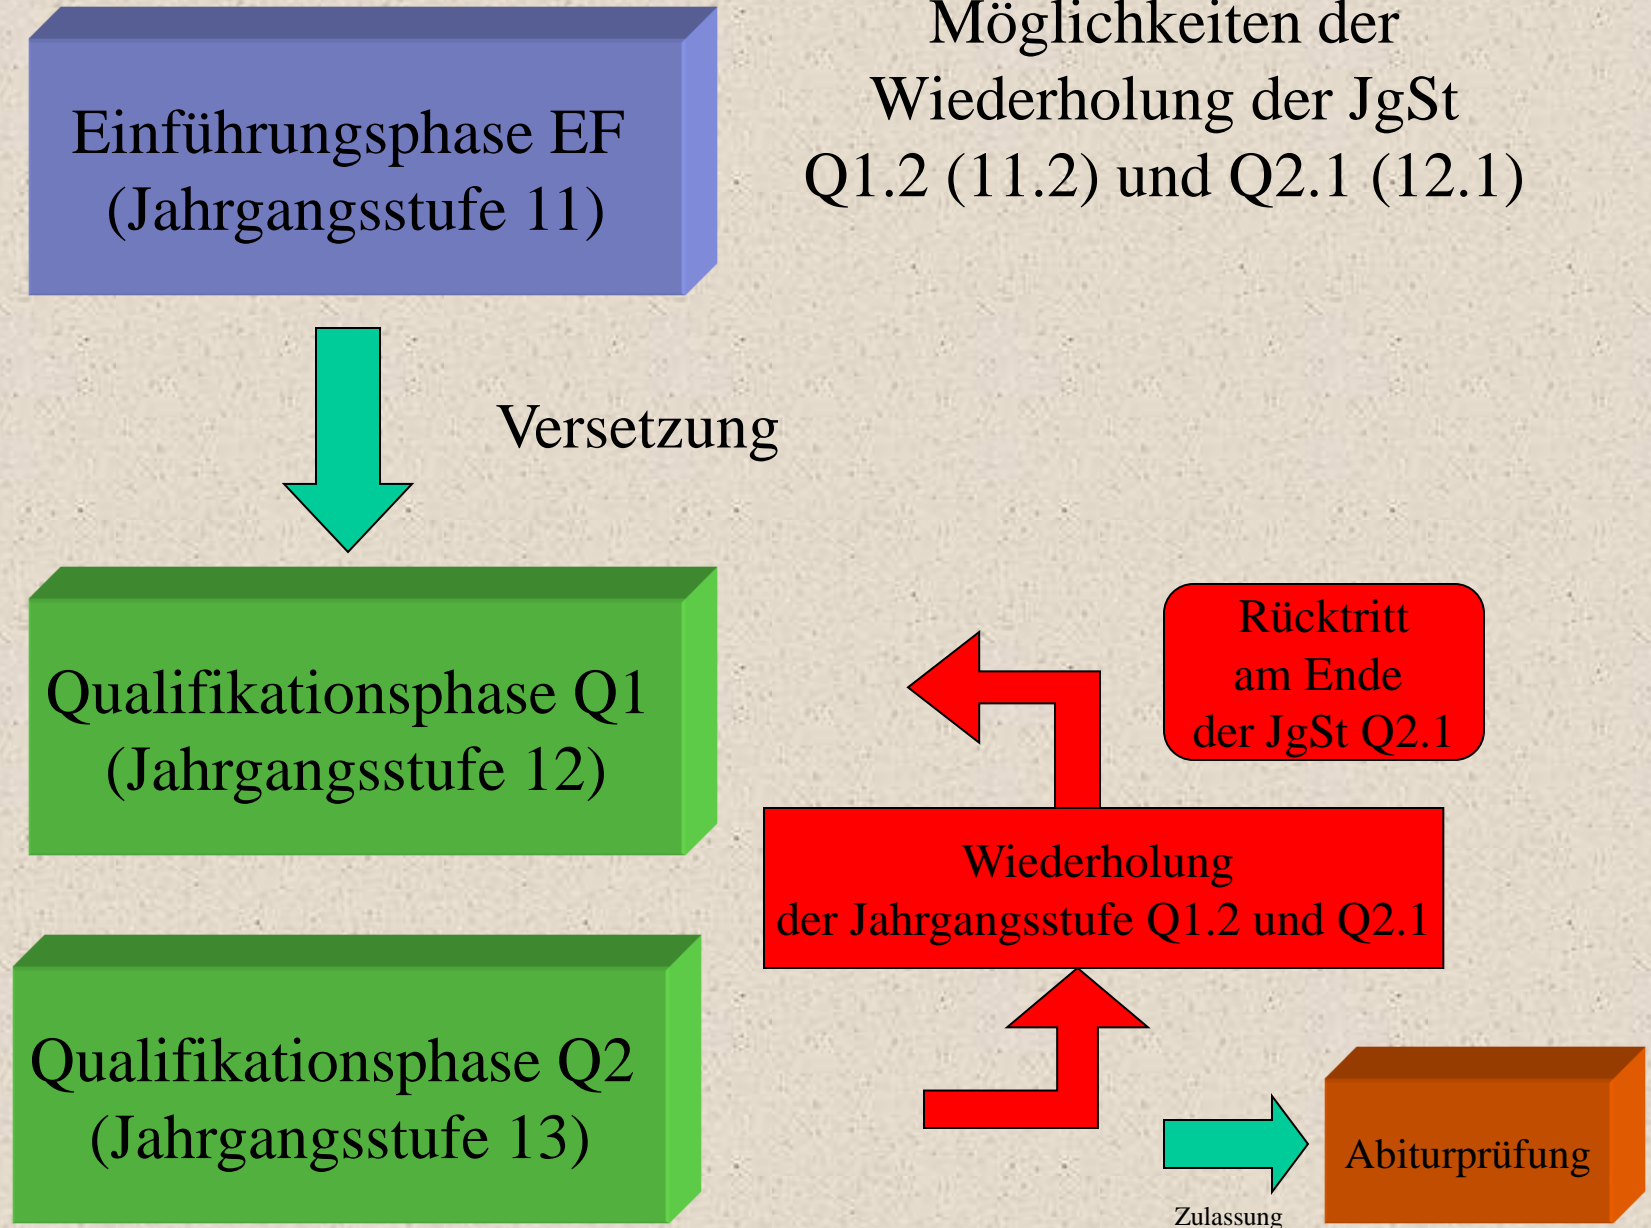 Möglichkeiten der
Wiederholung der JgSt
Q1.2 (11.2) und Q2.1 (12.1)
Einführungsphase EF
(Jahrgangsstufe 11)
Versetzung
Qualifikationsphase Q1
(Jahrgangsstufe 12)
Rücktritt
am Ende
der JgSt Q2.1
Wiederholung
der Jahrgangsstufe Q1.2 und Q2.1
Qualifikationsphase Q2
(Jahrgangsstufe 13)
Zulassung
Abiturprüfung